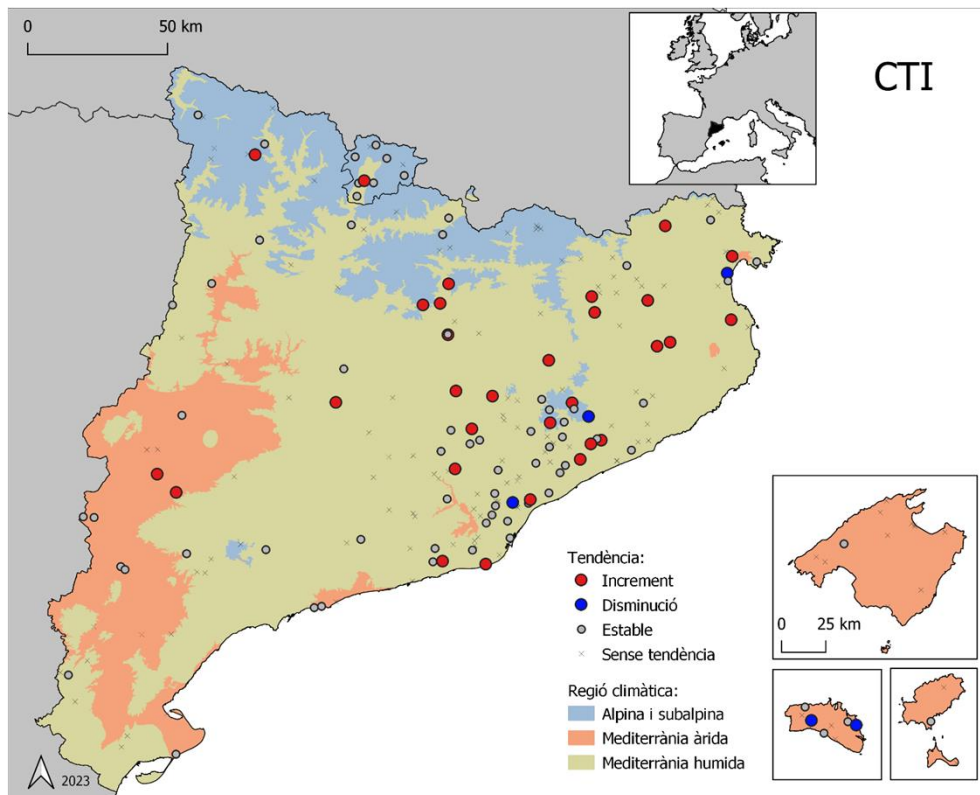 0 50 km
CTI
Tendència:
Increment
Disminució
Estable
Sense tendència
0 25 km
Regió climàtica:
Alpina i subalpina
Mediterrània àrida
Mediterrània humida
2023